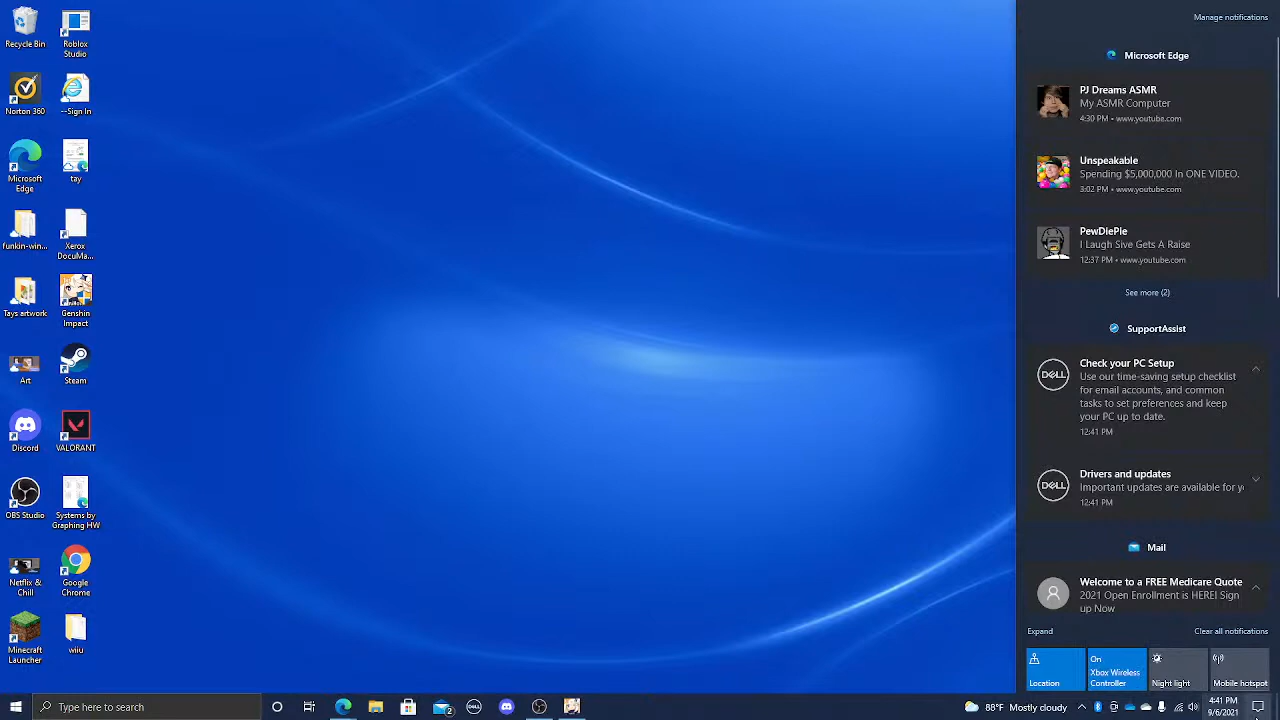 Recycle Bin
Roblox
Studio
Norton 360
--Sign In
Microsoft
Edge
tay
funkin-win...
Xerox
DocuMa...
Tays artwork
Genshin
Impact
Art
Steam
Discord
VALORANT
OBS Studio
Systems by
Graphing HW
Netflix &
Chill
Google
Chrome
Minecraft
Launcher
wiiu
Manage notifications
Microsoft Edge
PJ Dreams ASMR
My ASMR Computer
4:30 PM • www.youtube.com
Unspeakable
Spending $5,000,000 In ONE VIDEO.
3:02 PM • www.youtube.com
PewDiePie
I Laugh Sive Gets A Raise
12:37 PM • www.youtube.com
See more (2)
SupportAssist
DELL
Check your PC Setup
Use our time-saving setup checklist
for email accounts, and common
tasks to set preferences and keep
your PC up to date.
12:41 PM
DELL
Drivers and updates
Important updates are available for y
12:41 PM
Mail
Welcome to a FREE Medicare Quote
2021 Open Enrollment is HERE! Sign
up Now
Expand
Clear all notifications
Location
On
Xbox Wireless
Controller
Night light
Mobile hotspot
Type here to search
2
DELL
88°F Mostly cloudy
4:41 PM
9/6/2021